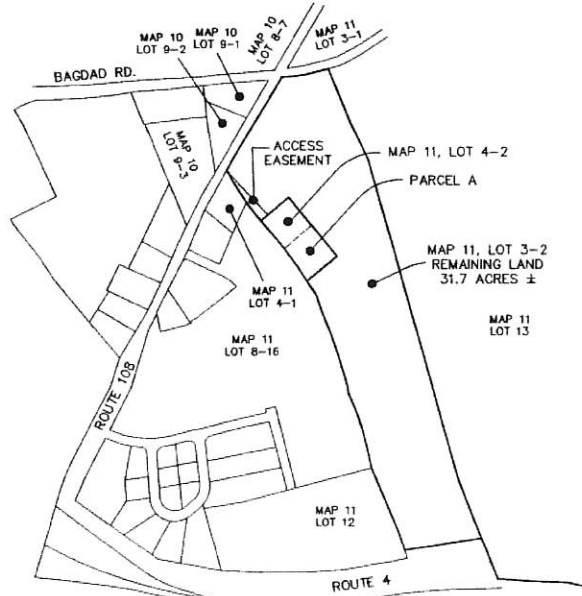 MAP 10
LOT 9-2
MAP 10
LOT 9-1
MAP 10
LOT 8-7
MAP 11
LOT 3-1
BAGDAD RD.
MAP 10
LOT 9-3
ACCESS
EASEMENT
MAP 11, LOT 4-2
PARCEL A
MAP 11, LOT 3-2
REMAINING LAND
31.7 ACRES ±
MAP 11
LOT 4-1
MAP 11
LOT 13
MAP 11
LOT 8-16
ROUTE 108
MAP 11
LOT 12
ROUTE 4